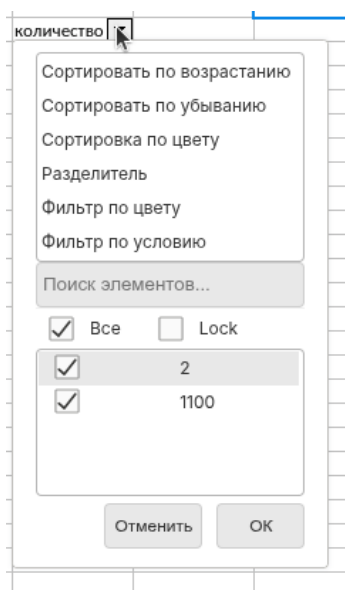 количество
Сортировать по возрастанию
Сортировать по убыванию
Сортировка по цвету
Разделитель
Фильтр по цвету
Фильтр по условию
Поиск элементов...
Все Lock
2
1100
Отменить ОК